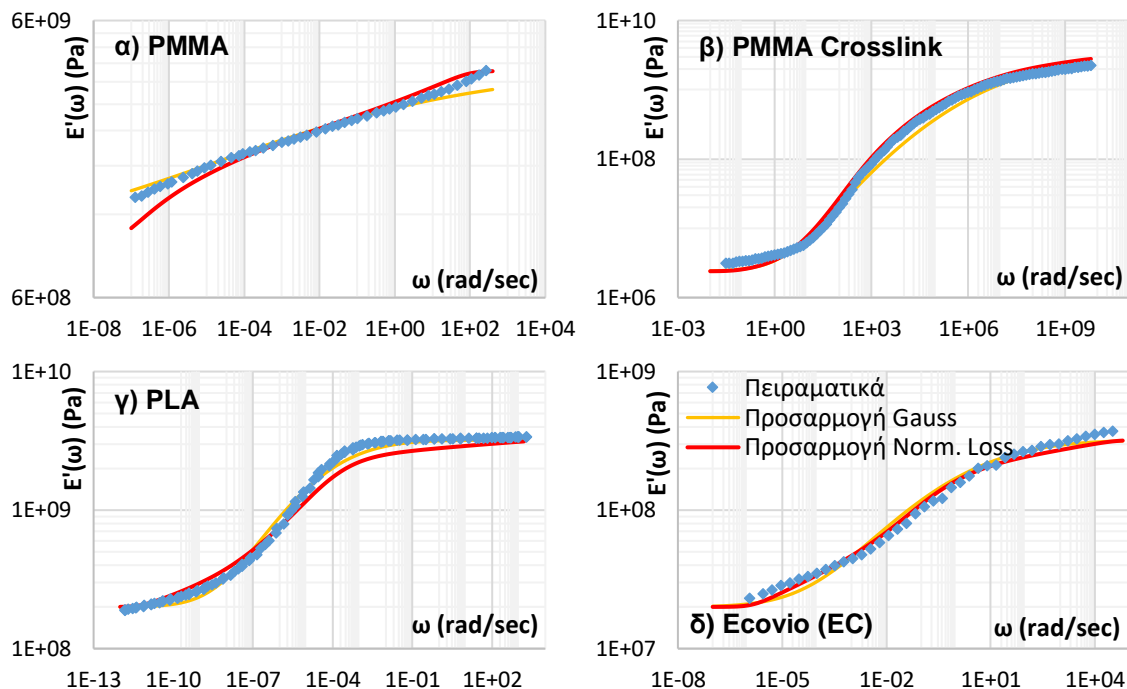 6E+09
α) PMMA
E'(ω) (Pa)
ω (rad/sec)
6E+08
1E-08 1E-06 1E-04 1E-02 1E+00 1E+02 1E+04
1E+10
β) PMMA Crosslink
E'(ω) (Pa)
1E+08
ω (rad/sec)
1E+06
1E-03 1E+00 1E+03 1E+06 1E+09
1E+10
γ) PLA
E'(ω) (Pa)
1E+09
ω (rad/sec)
1E+08
1E-13 1E-10 1E-07 1E-04 1E-01 1E+02
1E+09
E'(ω) (Pa)
Πειραματικά
Προσαρμογή Gauss
Προσαρμογή Norm. Loss
1E+08
δ) Ecovio (EC)
ω (rad/sec)
1E+07
1E-08 1E-05 1E-02 1E+01 1E+04